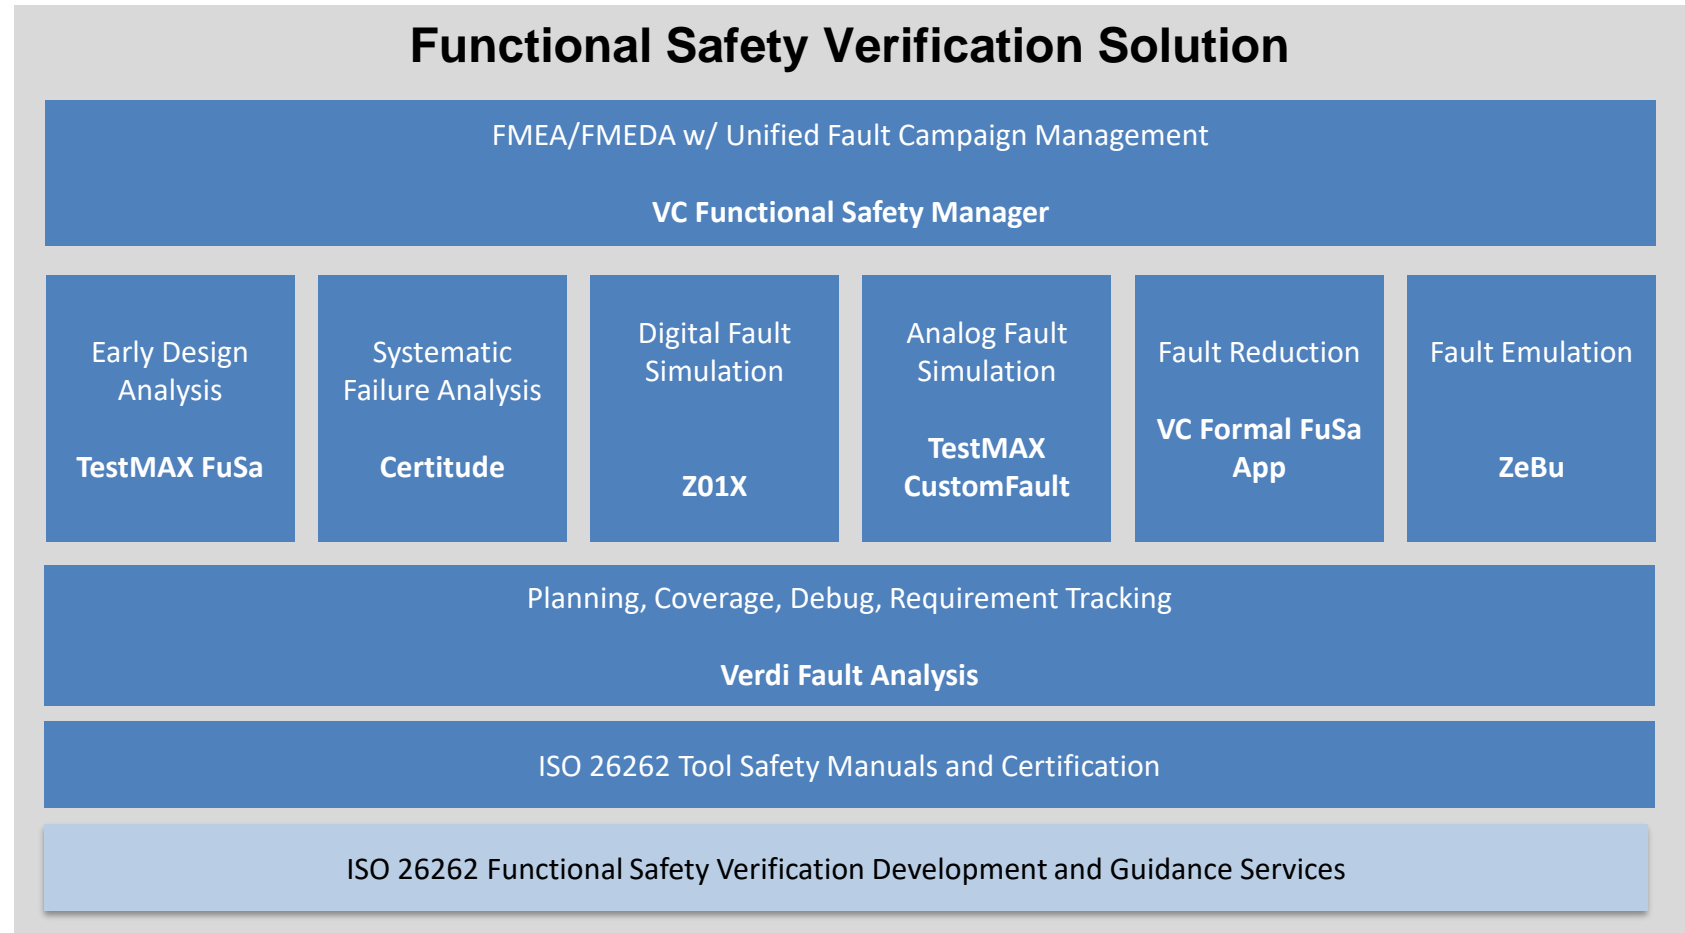 Functional Safety Verification Solution
FMEA/FMEDA w/ Unified Fault Campaign Management
VC Functional Safety Manager
Early Design
Analysis
TestMAX FuSa
Systematic
Failure Analysis
Certitude
Digital Fault
Simulation
Z01X
Analog Fault
Simulation
TestMAX
CustomFault
Fault Reduction
VC Formal FuSa
App
Fault Emulation
ZeBu
Planning, Coverage, Debug, Requirement Tracking
Verdi Fault Analysis
ISO 26262 Tool Safety Manuals and Certification
ISO 26262 Functional Safety Verification Development and Guidance Services